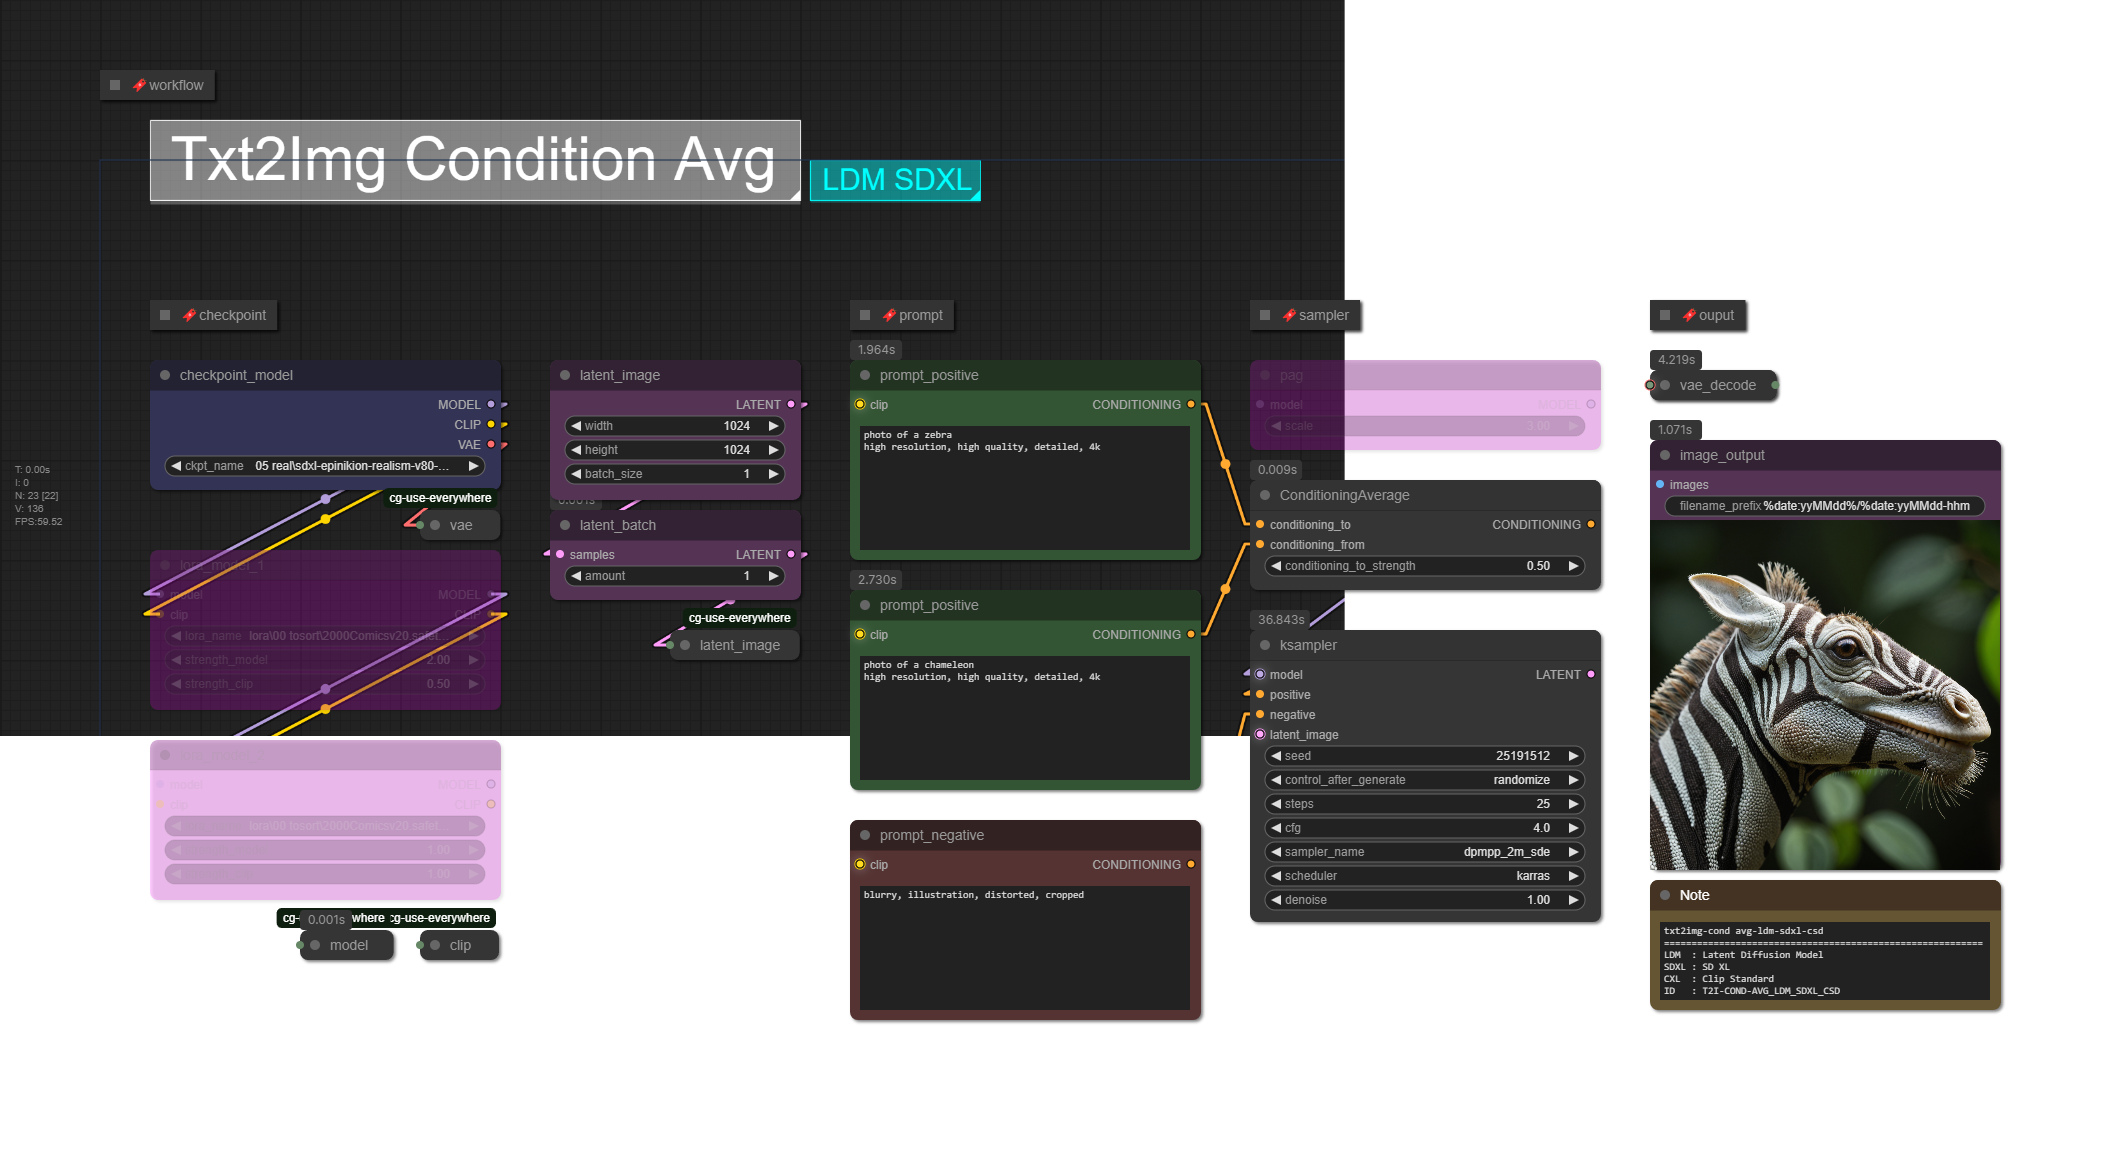 workflow
Txt2Img Condition Avg
LDM SDXL
checkpoint
prompt
sampler
ouput
checkpoint_model
MODEL
CLIP
VAE
ckpt_name 05 real\sdxl-epinikion-realism-v80-...
cg-use-everywhere
vae
T: 0.00s
I: 0
N: 23 [22]
V: 136
FPS:59.52
lora_model_1
model MODEL
clip CLIP
lora_name lora\00 tosort\2000Comicsv20.safet...
strength_model 2.00
strength_clip 0.50
model MODEL
clip CLIP
lora\00 tosort\2000Comicsv20.safet...
1.00
1.00
0.001s
cg-use-everywhere
model
clip
latent_image
LATENT
width 1024
height 1024
batch_size 1
0.001s
latent_batch
samples LATENT
amount 1
cg-use-everywhere
latent_image
1.964s
prompt_positive
clip CONDITIONING
photo of a zebra
high resolution, high quality, detailed, 4k
2.730s
prompt_positive
clip CONDITIONING
photo of a chameleon
high resolution, high quality, detailed, 4k
prompt_negative
clip CONDITIONING
blurry, illustration, distorted, cropped
pag
model MODEL
scale 3.00
0.009s
ConditioningAverage
conditioning_to CONDITIONING
conditioning_from
conditioning_to_strength 0.50
36.843s
ksampler
model LATENT
positive
negative
latent_image
seed 25191512
control_after_generate randomize
steps 25
cfg 4.0
sampler_name dpmpp_2m_sde
scheduler karras
denoise 1.00
4.219s
vae_decode
1.071s
image_output
images
filename_prefix %date:yyMMdd%/%date:yyMMdd-hhm
Note
txt2img-cond avg-ldm-sdxl-csd
==========================================================
LDM : Latent Diffusion Model
SDXL : SD XL
CXL : Clip Standard
ID : T2I-COND-AVG_LDM_SDXL_CSD